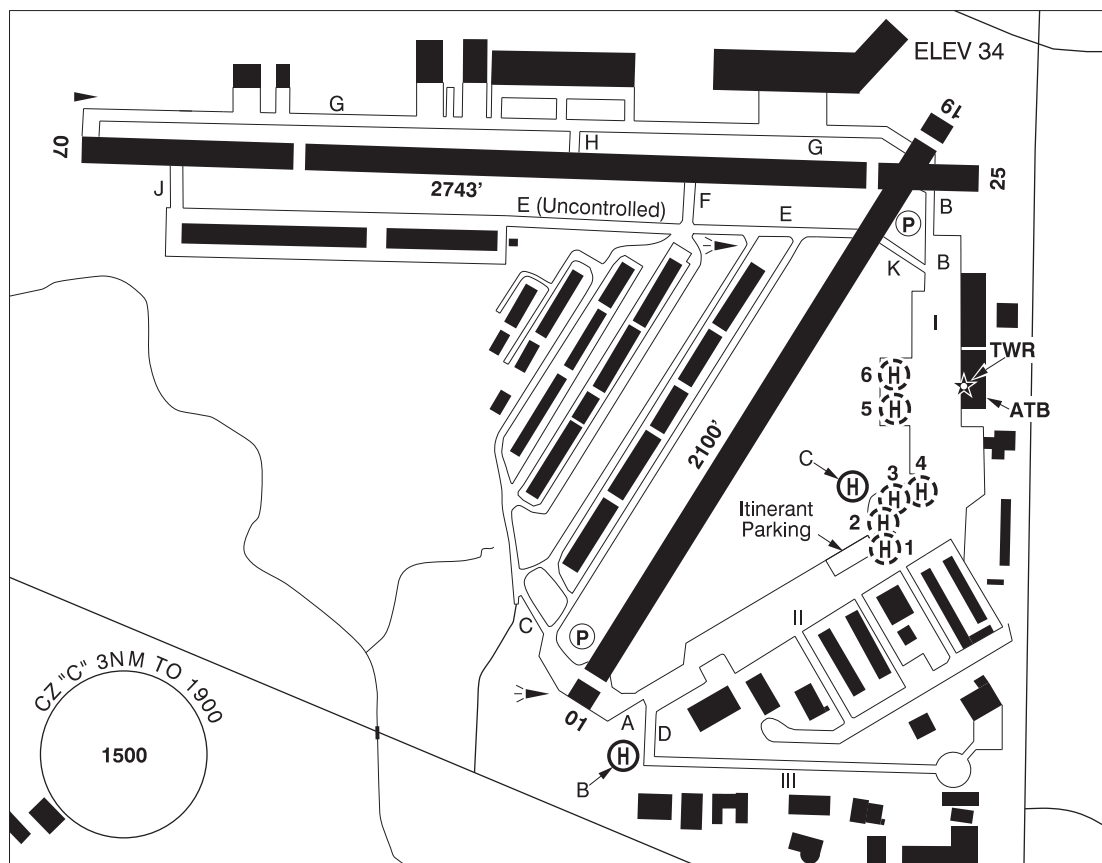 ELEV 34
19
G
07
H
G
25
J
2743'
E (Uncontrolled)
F
E
P
B
K
B
I
TWR
6 H
5 H
ATB
2100'
C
H
3
H
4
H
Itinerant
Parking
2 H
H 1
C
P
II
CZ "C" 3NM TO 1900
1500
01
A
D
H
B
III